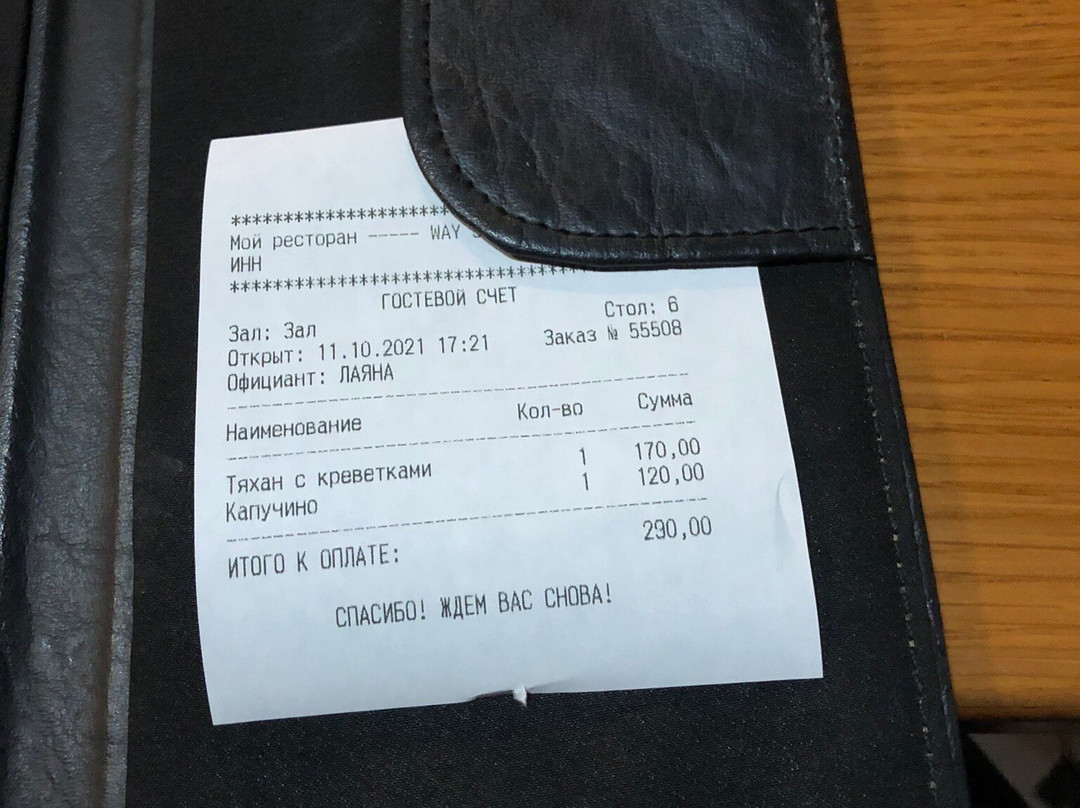 *********************
Мой ресторан ----- WAY
ИНН
**********************************
ГОСТЕВОЙ СЧЕТ
Зал: Зал Стол: 6
Открыт: 11.10.2021 17:21 Заказ № 55508
Официант: ЛАЯНА
Наименование Кол-во Сумма
Тяхан с креветками 1 170,00
Капучино 1 120,00
ИТОГО К ОПЛАТЕ: 290,00
СПАСИБО! ЖДЕМ ВАС СНОВА!